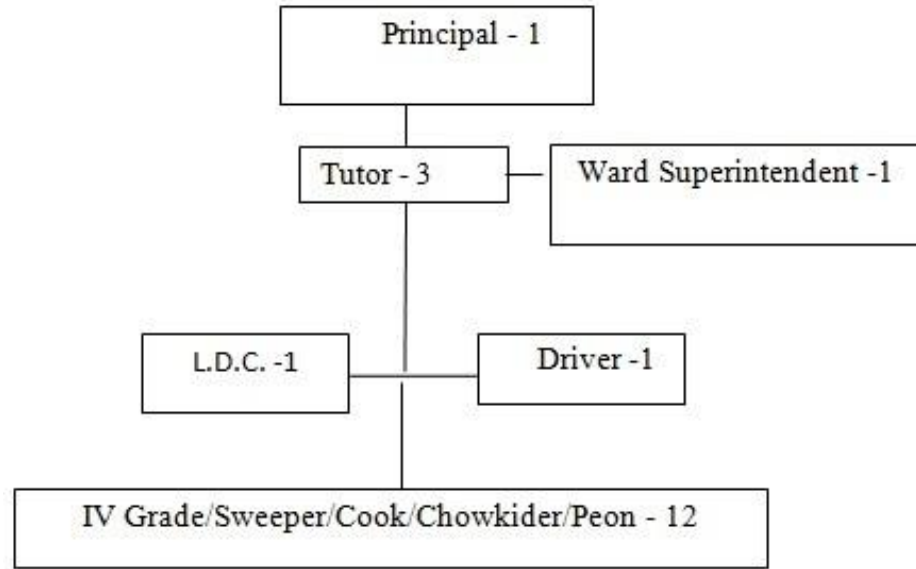 Principal - 1
Tutor - 3
Ward Superintendent -1
L.D.C. -1
Driver -1
IV Grade/Sweeper/Cook/Chowkider/Peon - 12